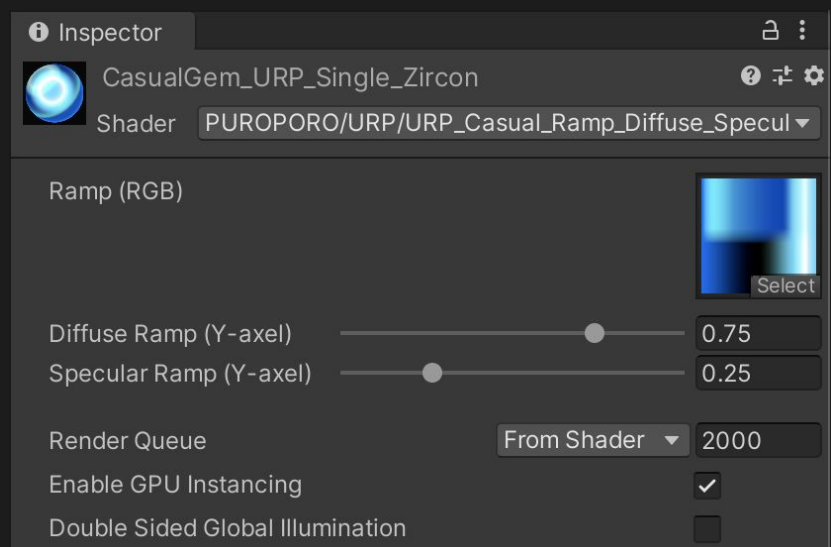 Inspector
CasualGem_URP_Single_Zircon
Shader PUROPORO/URP/URP_Casual_Ramp_Diffuse_Specul
Ramp (RGB)
Select
Diffuse Ramp (Y-axel) 0.75
Specular Ramp (Y-axel) 0.25
Render Queue From Shader 2000
Enable GPU Instancing
Double Sided Global Illumination